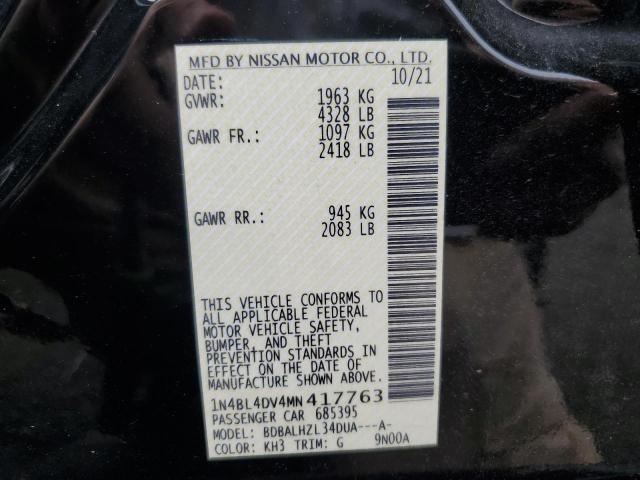 MFD BY NISSAN MOTOR CO., LTD.
DATE: 10/21
GVWR: 1963 KG
4328 LB
GAWR FR.: 1097 KG
2418 LB
GAWR RR.: 945 KG
2083 LB
THIS VEHICLE CONFORMS TO
ALL APPLICABLE FEDERAL
MOTOR VEHICLE SAFETY,
BUMPER, AND THEFT
PREVENTION STANDARDS IN
EFFECT ON THE DATE OF
MANUFACTURE SHOWN ABOVE.
1N4BL4DV4MN417763
PASSENGER CAR 685395
MODEL: BDBALHZL34DUA---A-
COLOR: KH3 TRIM: G 9N00A